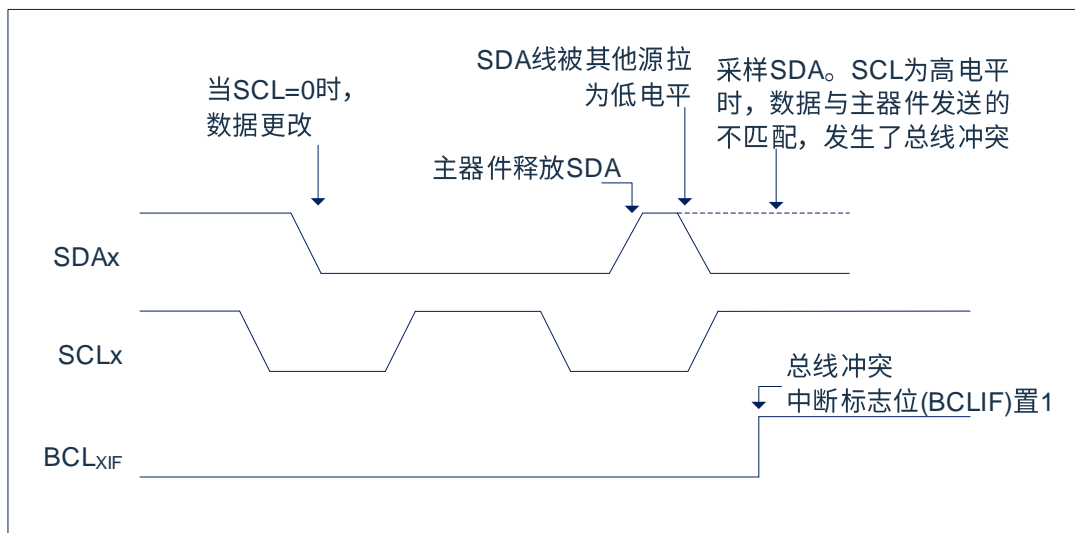 当SCL=0时，
数据更改
SDA线被其他源拉
为低电平
采样SDA。SCL为高电平
时，数据与主器件发送的
不匹配，发生了总线冲突
主器件释放SDA
SDAx
SCLx
总线冲突
中断标志位(BCLIF)置1
BCLXIF